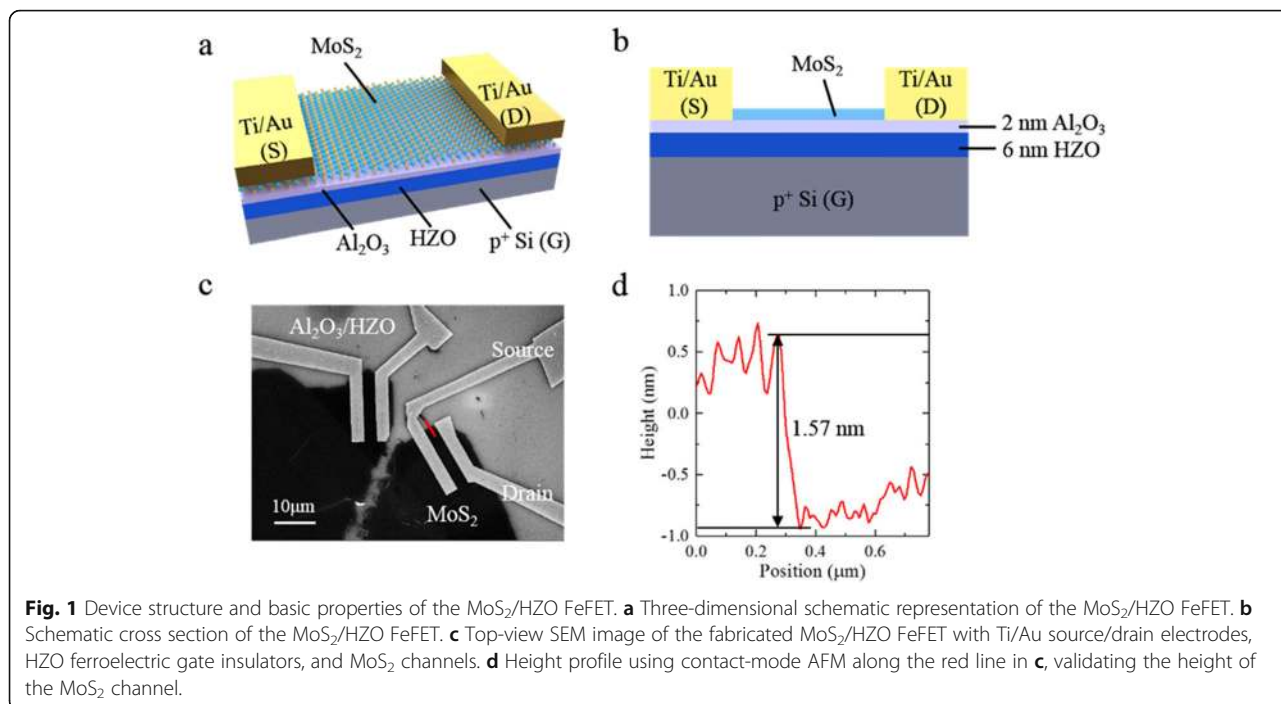 a
MoS₂
Ti/Au
(S)
Ti/Au
(D)
Al₂O₃
HZO
p⁺ Si (G)
b
Ti/Au
(S)
MoS₂
Ti/Au
(D)
2 nm Al₂O₃
6 nm HZO
p⁺ Si (G)
c
Al₂O₃/HZO
Source
Drain
MoS₂
10μm
d
1.0
0.5
0.0
-0.5
-1.0
Height (nm)
1.57 nm
0.0 0.2 0.4 0.6
Position (μm)
Fig. 1 Device structure and basic properties of the MoS₂/HZO FeFET. a Three-dimensional schematic representation of the MoS₂/HZO FeFET. b
Schematic cross section of the MoS₂/HZO FeFET. c Top-view SEM image of the fabricated MoS₂/HZO FeFET with Ti/Au source/drain electrodes,
HZO ferroelectric gate insulators, and MoS₂ channels. d Height profile using contact-mode AFM along the red line in c, validating the height of
the MoS₂ channel.